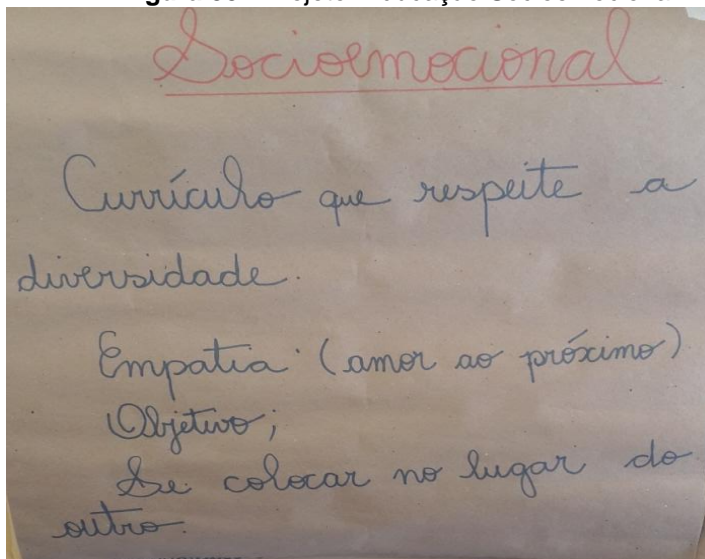 Socioemocional
Currículo que respeite a
diversidade.
Empatia: (amor ao próximo)
Objetivo;
Se colocar no lugar do
outro.